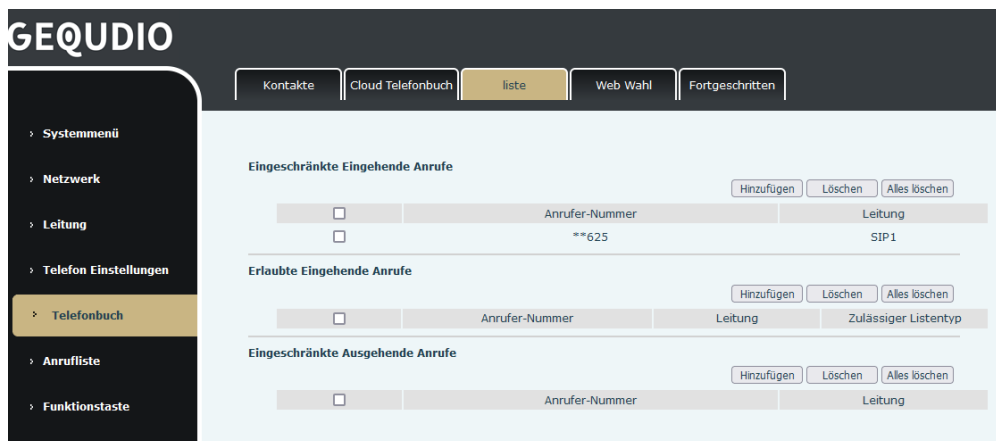 GEQUDIO
Kontakte Cloud Telefonbuch liste Web Wahl Fortgeschritten
› Systemmenü
› Netzwerk
› Leitung
› Telefon Einstellungen
› Telefonbuch
› Anrufliste
› Funktionstaste
Eingeschränkte Eingehende Anrufe
Hinzufügen Löschen Alles löschen
Anrufer-Nummer Leitung
**625 SIP1
Erlaubte Eingehende Anrufe
Hinzufügen Löschen Alles löschen
Anrufer-Nummer Leitung Zulässiger Listentyp
Eingeschränkte Ausgehende Anrufe
Hinzufügen Löschen Alles löschen
Anrufer-Nummer Leitung